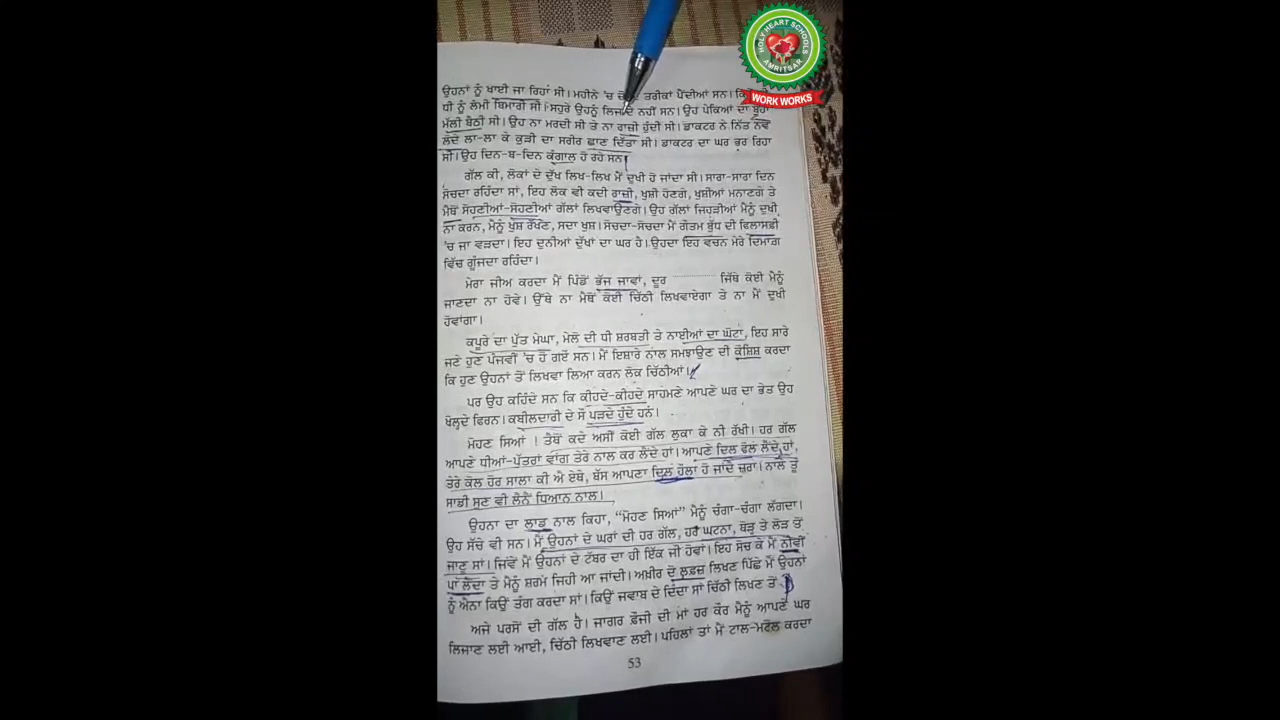 ਉਹਨਾਂ ਨੂੰ ਖਾਈ ਜਾ ਰਿਹਾ ਸੀ। ਮਹੀਨੇ 'ਚ ਤਰੀਕਾਂ ਪੈਂਦੀਆਂ ਸਨ।
ਧੀ ਨੂੰ ਲੰਮੀ ਬਿਮਾਰੀ ਸੀ। ਸਹੁਰੇ ਉਹਨੂੰ ਲਿਜਾਂਦੇ ਨਹੀਂ ਸਨ। ਉਹ ਪੇਕਿਆਂ ਦਾ ਬੂਹਾ
ਮੱਲੀ ਬੈਠੀ ਸੀ। ਉਹ ਨਾ ਮਰਦੀ ਸੀ ਤੇ ਨਾ ਰਾਜ਼ੀ ਹੁੰਦੀ ਸੀ। ਡਾਕਟਰ ਨੇ ਨਿੱਤ ਨਵੇਂ
ਲੋਦੇ ਲਾ-ਲਾ ਕੇ ਕੁੜੀ ਦਾ ਸਰੀਰ ਛਾਣ ਦਿੱਤਾ ਸੀ। ਡਾਕਟਰ ਦਾ ਘਰ ਭਰ ਰਿਹਾ
ਸੀ। ਉਹ ਦਿਨ-ਬ-ਦਿਨ ਕੰਗਾਲ ਹੋ ਰਹੇ ਸਨ।
ਗੱਲ ਕੀ, ਲੋਕਾਂ ਦੇ ਦੁੱਖ ਲਿਖ-ਲਿਖ ਮੈਂ ਦੁਖੀ ਹੋ ਜਾਂਦਾ ਸੀ। ਸਾਰਾ-ਸਾਰਾ ਦਿਨ
ਸੋਚਦਾ ਰਹਿੰਦਾ ਸਾਂ, ਇਹ ਲੋਕ ਵੀ ਕਦੀ ਰਾਜ਼ੀ, ਖੁਸ਼ੀ ਹੋਣਗੇ, ਖੁਸ਼ੀਆਂ ਮਨਾਣਗੇ ਤੇ
ਮੈਥੋਂ ਸੋਹਣੀਆਂ-ਸੋਹਣੀਆਂ ਗੱਲਾਂ ਲਿਖਵਾਉਣਗੇ। ਉਹ ਗੱਲਾਂ ਜਿਹੜੀਆਂ ਮੈਨੂੰ ਦੁਖੀ
ਨਾ ਕਰਨ, ਮੈਨੂੰ ਖੁਸ਼ ਰੱਖਣ, ਸਦਾ ਖੁਸ਼। ਸੋਚਦਾ-ਸੋਚਦਾ ਮੈਂ ਗੌਤਮ ਬੁੱਧ ਦੀ ਫਿਲਾਸਫ਼ੀ
'ਚ ਜਾ ਵੜਦਾ। ਇਹ ਦੁਨੀਆਂ ਦੁੱਖਾਂ ਦਾ ਘਰ ਹੈ। ਉਹਦਾ ਇਹ ਵਚਨ ਮੇਰੇ ਦਿਮਾਗ਼
ਵਿੱਚ ਗੂੰਜਦਾ ਰਹਿੰਦਾ।
ਮੇਰਾ ਜੀਅ ਕਰਦਾ ਮੈਂ ਪਿੰਡੋਂ ਭੱਜ ਜਾਵਾਂ, ਦੂਰ .............. ਜਿੱਥੇ ਕੋਈ ਮੈਨੂੰ
ਜਾਣਦਾ ਨਾ ਹੋਵੇ। ਉੱਥੇ ਨਾ ਮੈਥੋਂ ਕੋਈ ਚਿੱਠੀ ਲਿਖਵਾਏਗਾ ਤੇ ਨਾ ਮੈਂ ਦੁਖੀ
ਹੋਵਾਂਗਾ।
ਕਪੂਰੇ ਦਾ ਪੁੱਤ ਮੇਘਾ, ਮੇਲੋ ਦੀ ਧੀ ਸ਼ਰਬਤੀ ਤੇ ਨਾਈਆਂ ਦਾ ਘੋਟਾ, ਇਹ ਸਾਰੇ
ਜਣੇ ਹੁਣ ਪੰਜਵੀਂ 'ਚ ਹੋ ਗਏ ਸਨ। ਮੈਂ ਇਸ਼ਾਰੇ ਨਾਲ ਸਮਝਾਉਣ ਦੀ ਕੋਸ਼ਿਸ਼ ਕਰਦਾ
ਕਿ ਹੁਣ ਉਹਨਾਂ ਤੋਂ ਲਿਖਵਾ ਲਿਆ ਕਰਨ ਲੋਕ ਚਿੱਠੀਆਂ।
ਪਰ ਉਹ ਕਹਿੰਦੇ ਸਨ ਕਿ ਕੀਹਦੇ-ਕੀਹਦੇ ਸਾਹਮਣੇ ਆਪਣੇ ਘਰ ਦਾ ਭੇਤ ਉਹ
ਖੋਲ੍ਹਦੇ ਫਿਰਨ। ਕਬੀਲਦਾਰੀ ਦੇ ਸੌ ਪੜਦੇ ਹੁੰਦੇ ਹਨ।
ਮੋਹਣ ਸਿਆਂ ! ਤੈਥੋਂ ਕਦੇ ਅਸੀਂ ਕੋਈ ਗੱਲ ਲੁਕਾ ਕੇ ਨੀ ਰੱਖੀ। ਹਰ ਗੱਲ
ਆਪਣੇ ਧੀਆਂ-ਪੁੱਤਰਾਂ ਵਾਂਗ ਤੇਰੇ ਨਾਲ ਕਰ ਲੈਂਦੇ ਹਾਂ। ਆਪਣੇ ਦਿਲ ਫੋਲ ਲੈਂਦੇ ਹਾਂ,
ਤੇਰੇ ਕੋਲ ਹੋਰ ਸਾਲਾ ਕੀ ਐ ਏਥੇ, ਬੱਸ ਆਪਣਾ ਦਿਲ ਹੌਲਾ ਹੋ ਜਾਂਦੈ ਜ਼ਰਾ। ਨਾਲੇ ਤੂੰ
ਸਾਡੀ ਸੁਣ ਵੀ ਲੈਨੈਂ ਧਿਆਨ ਨਾਲ।
ਉਹਨਾ ਦਾ ਲਾਡ ਨਾਲ ਕਿਹਾ, "ਮੋਹਣ ਸਿਆਂ" ਮੈਨੂੰ ਚੰਗਾ-ਚੰਗਾ ਲੱਗਦਾ।
ਉਹ ਸੱਚੇ ਵੀ ਸਨ। ਮੈਂ ਉਹਨਾਂ ਦੇ ਘਰਾਂ ਦੀ ਹਰ ਗੱਲ, ਹਰ ਘਟਨਾ, ਥੋੜ੍ਹ ਤੇ ਲੋੜ ਤੋਂ
ਜਾਣੂ ਸਾਂ। ਜਿਵੇਂ ਮੈਂ ਉਹਨਾਂ ਦੇ ਟੱਬਰ ਦਾ ਹੀ ਇੱਕ ਜੀ ਹੋਵਾਂ। ਇਹ ਸੋਚ ਕੇ ਮੈਂ ਨੀਵੀਂ
ਪਾ ਲੈਂਦਾ ਤੇ ਮੈਨੂੰ ਸ਼ਰਮ ਜਿਹੀ ਆ ਜਾਂਦੀ। ਅਖ਼ੀਰ ਦੋ ਲਫ਼ਜ਼ ਲਿਖਣ ਪਿੱਛੇ ਮੈਂ ਉਹਨਾਂ
ਨੂੰ ਐਨਾ ਕਿਉਂ ਤੰਗ ਕਰਦਾ ਸਾਂ। ਕਿਉਂ ਜਵਾਬ ਦੇ ਦਿੰਦਾ ਸਾਂ ਚਿੱਠੀ ਲਿਖਣ ਤੋਂ
ਅਜੇ ਪਰਸੋਂ ਦੀ ਗੱਲ ਹੈ। ਜਾਗਰ ਫ਼ੌਜੀ ਦੀ ਮਾਂ ਹਰ ਕੌਰ ਮੈਨੂੰ ਆਪਣੇ ਘਰ
ਲਿਜਾਣ ਲਈ ਆਈ, ਚਿੱਠੀ ਲਿਖਵਾਣ ਲਈ। ਪਹਿਲਾਂ ਤਾਂ ਮੈਂ ਟਾਲ-ਮਟੋਲ ਕਰਦਾ
53
HOLY HEART SCHOOLS
AMRITSAR
WORK WORKS